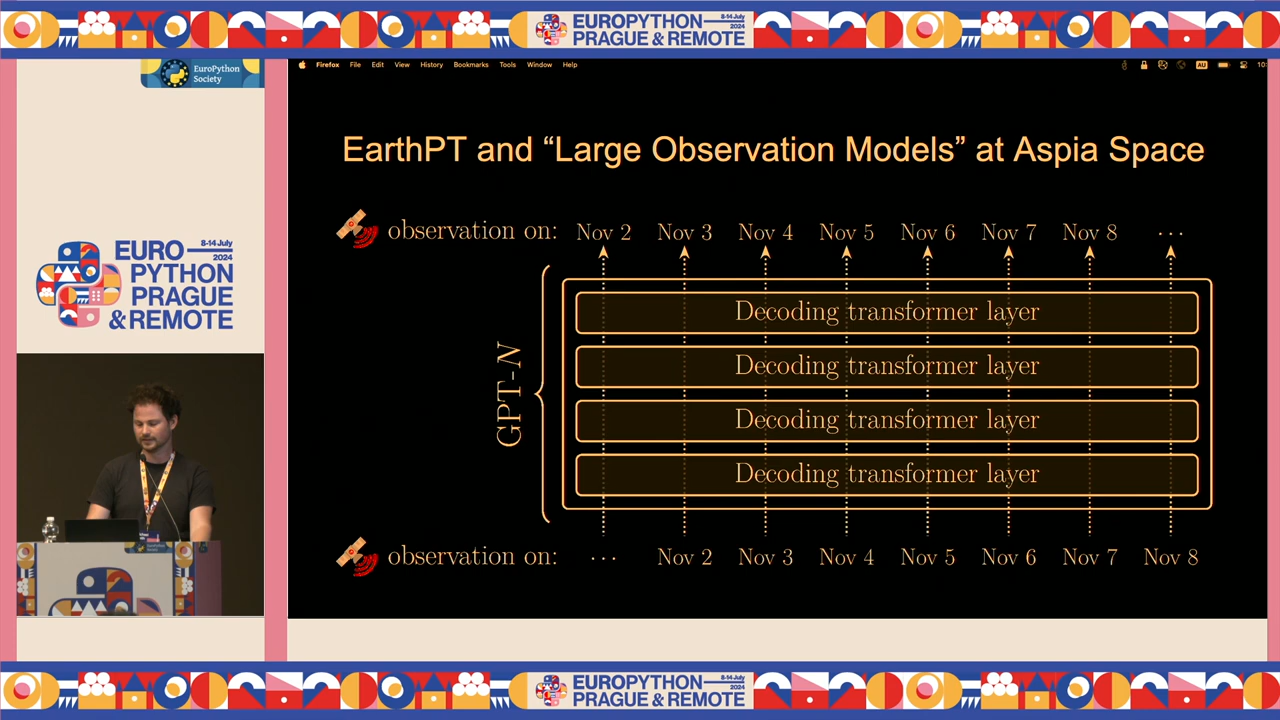 EUROPYTHON
8-14 July
2024
PRAGUE & REMOTE
EuroPython
Society
Firefox File Edit View History Bookmarks Tools Window Help
AU
10:
EarthPT and “Large Observation Models” at Aspia Space
observation on: Nov 2 Nov 3 Nov 4 Nov 5 Nov 6 Nov 7 Nov 8 ...
GPT-N
Decoding transformer layer
Decoding transformer layer
Decoding transformer layer
Decoding transformer layer
observation on: ... Nov 2 Nov 3 Nov 4 Nov 5 Nov 6 Nov 7 Nov 8
EURO
8-14 July
2024
PYTHON
PRAGUE
& REMOTE
EuroPython
Society
EUROPYTHON
8-14 July
2024
PRAGUE & REMOTE